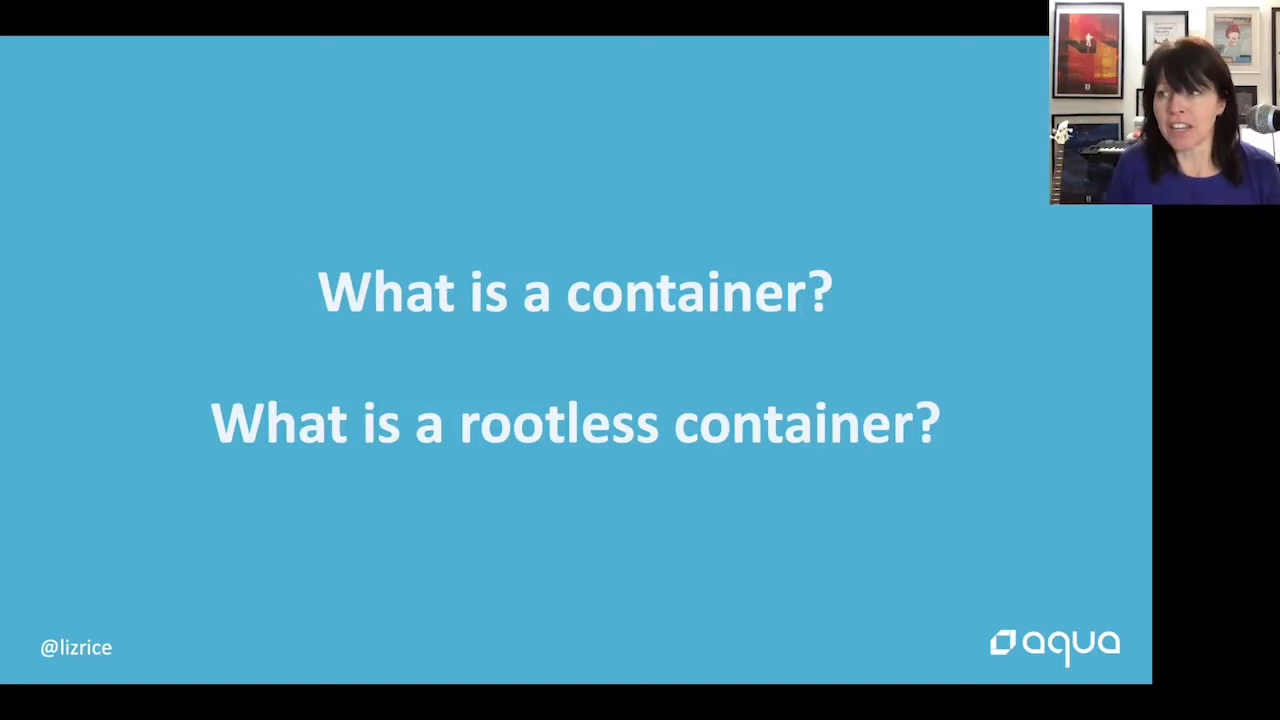 What is a container?
What is a rootless container?
@lizrice
aqua